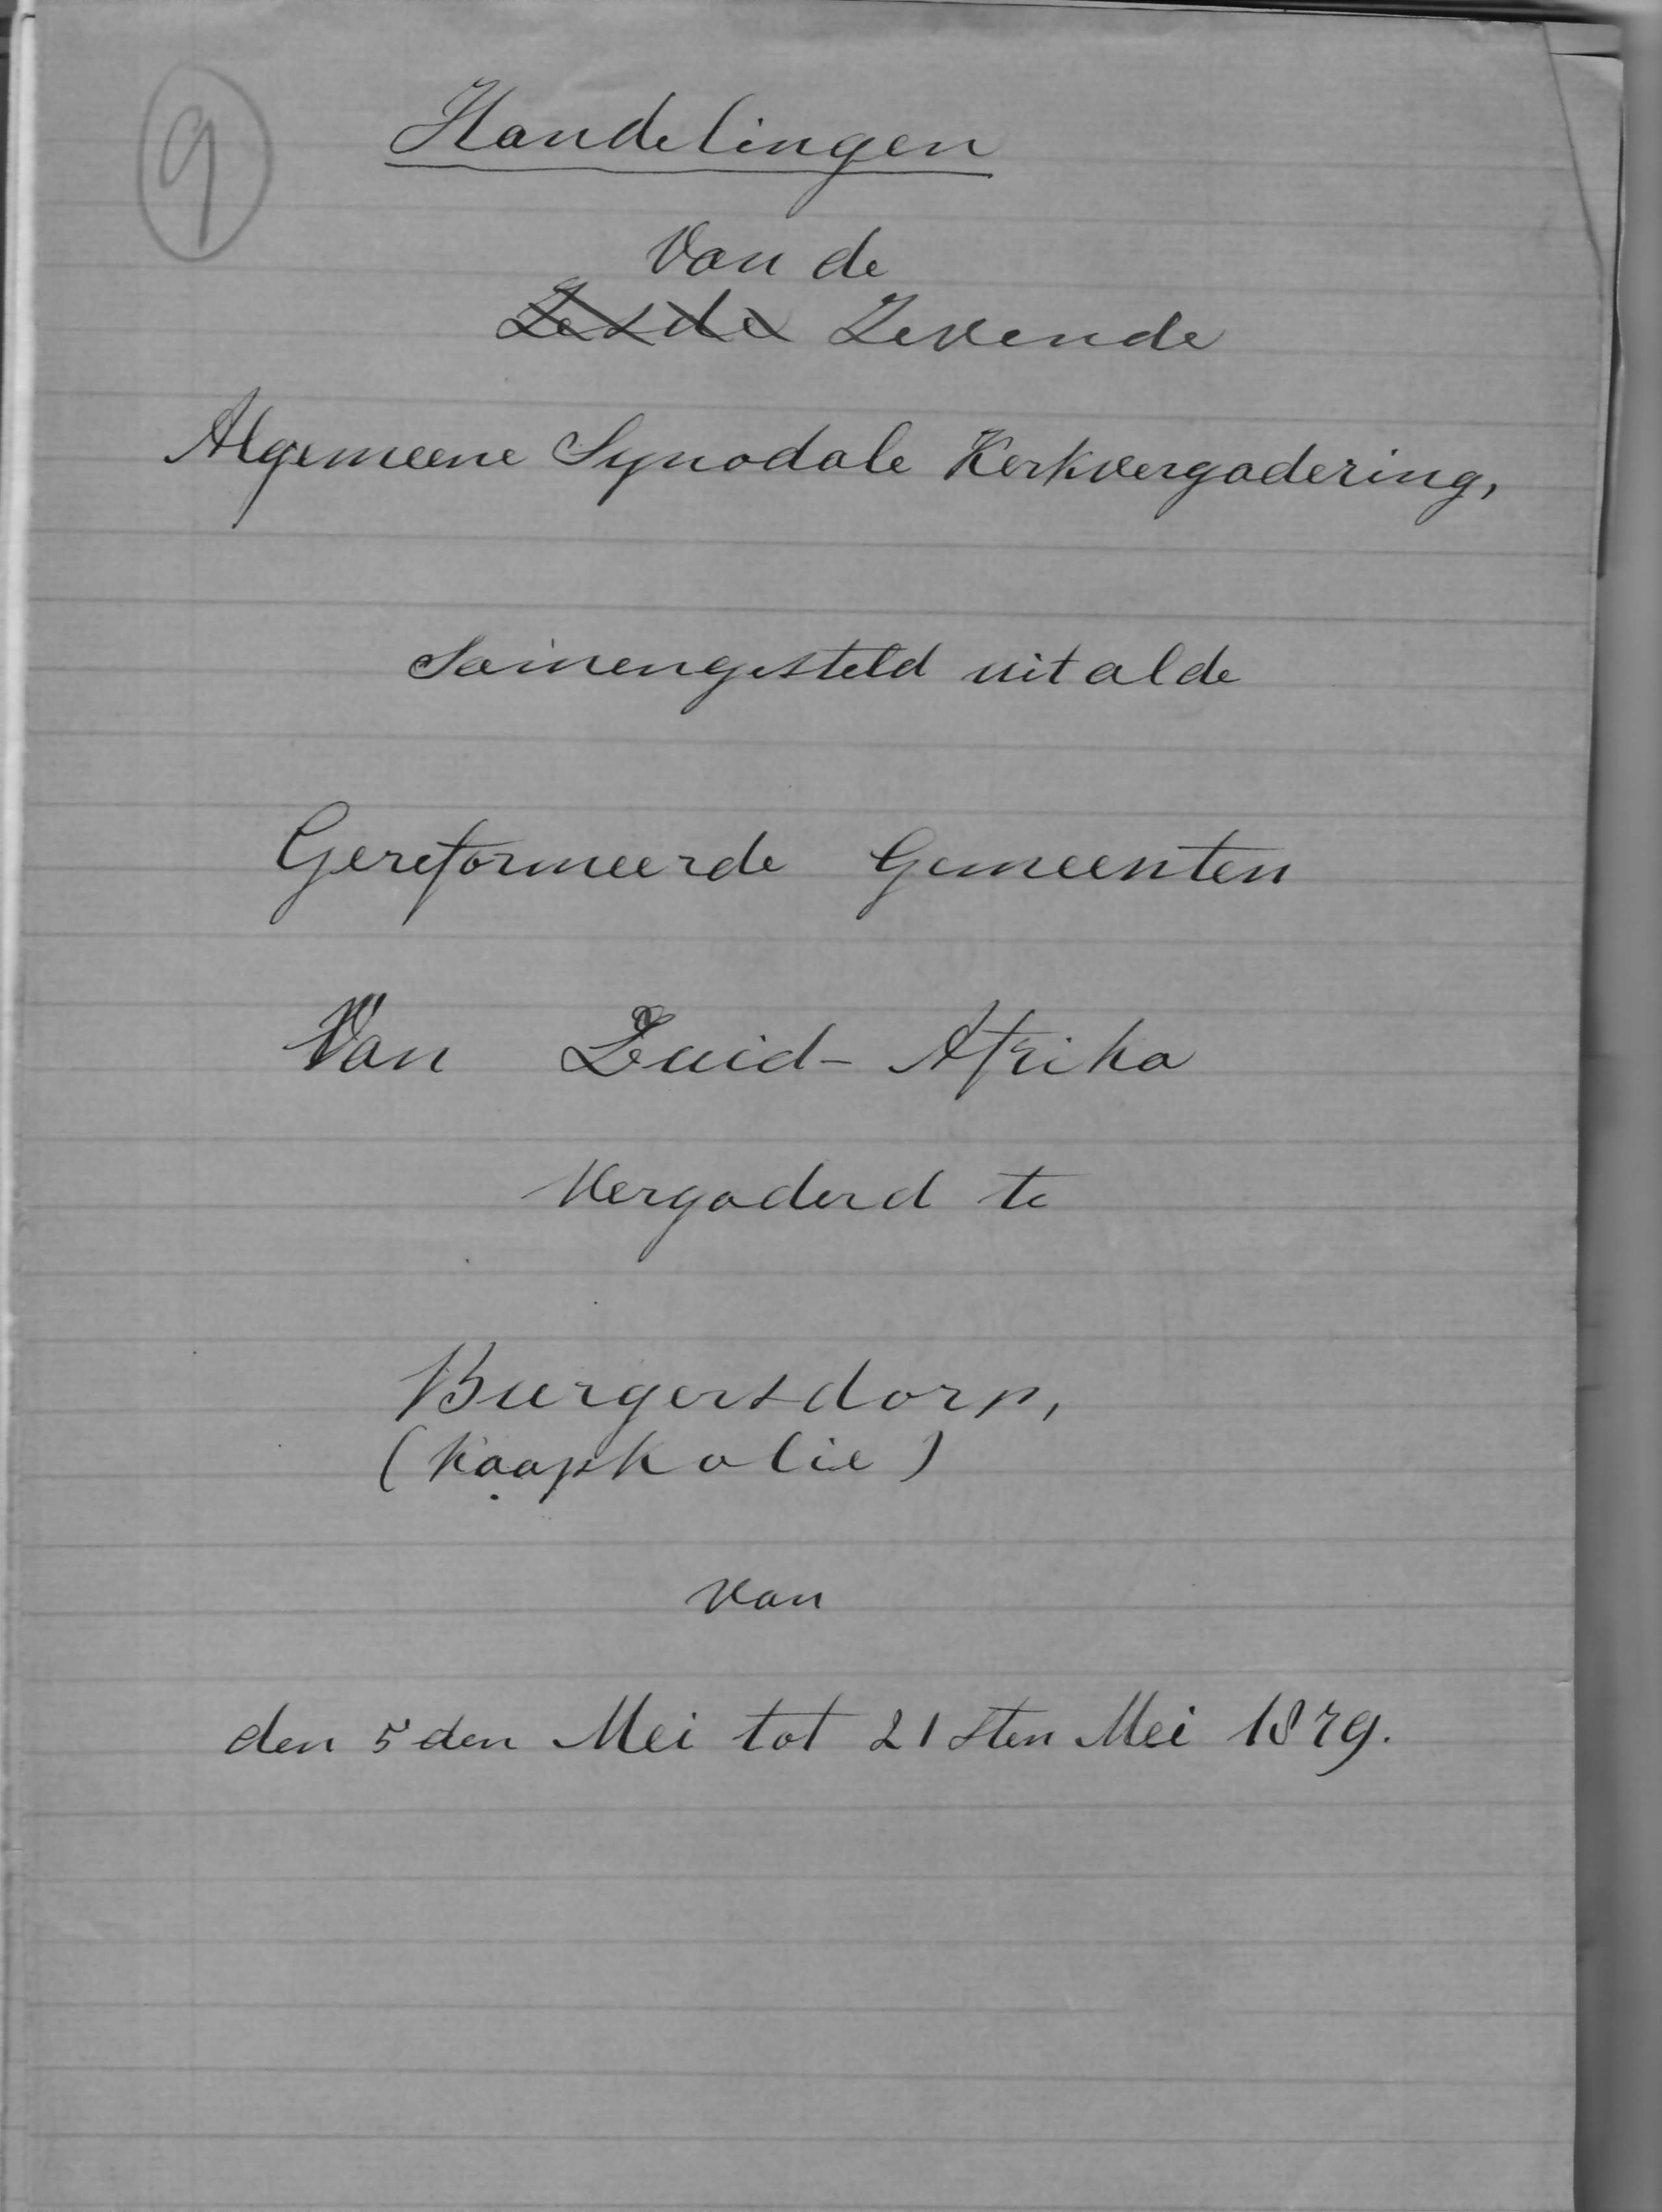 9
Handelingen
Van de
Zesde Zevende
Algemeene Synodale Kerkvergadering,
Samengesteld uit al de
Gereformeerde Gemeenten
Van Zuid-Afrika
Vergaderd te
Burgersdorp,
(Kaapkolie)
van
den 5den Mei tot 21sten Mei 1879.